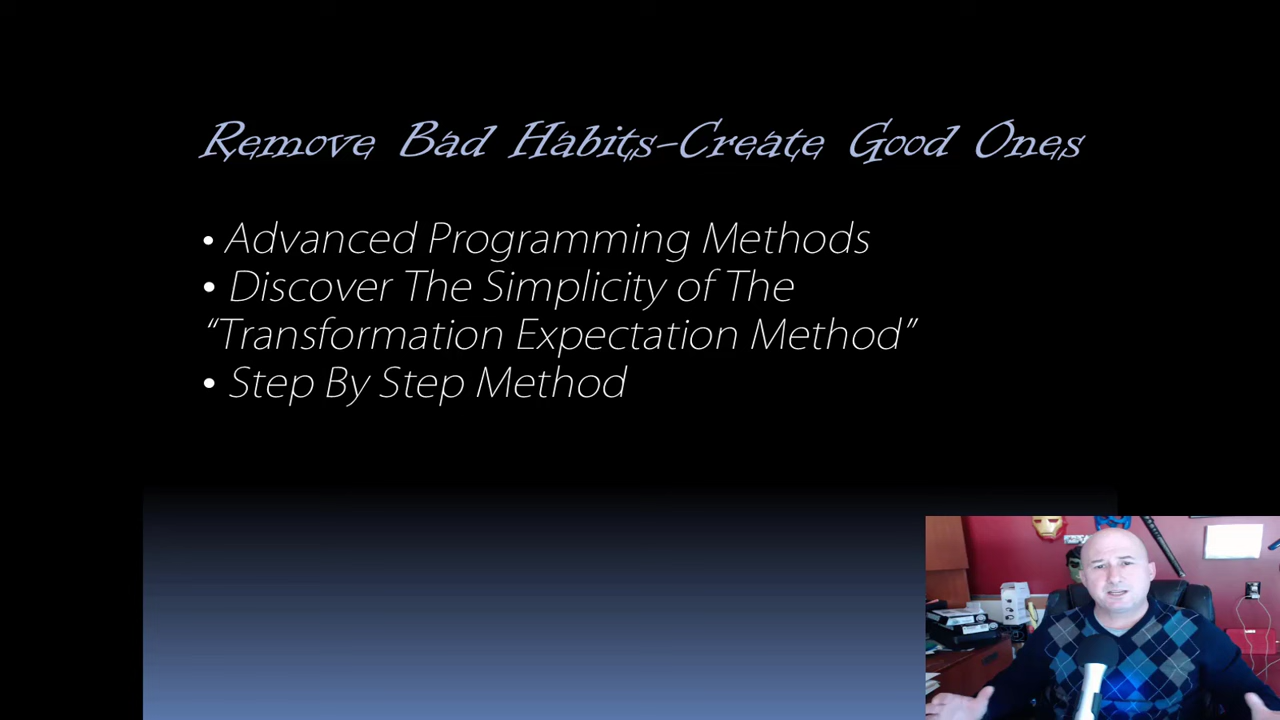 Remove Bad Habits-Create Good Ones
• Advanced Programming Methods
• Discover The Simplicity of The
“Transformation Expectation Method”
• Step By Step Method